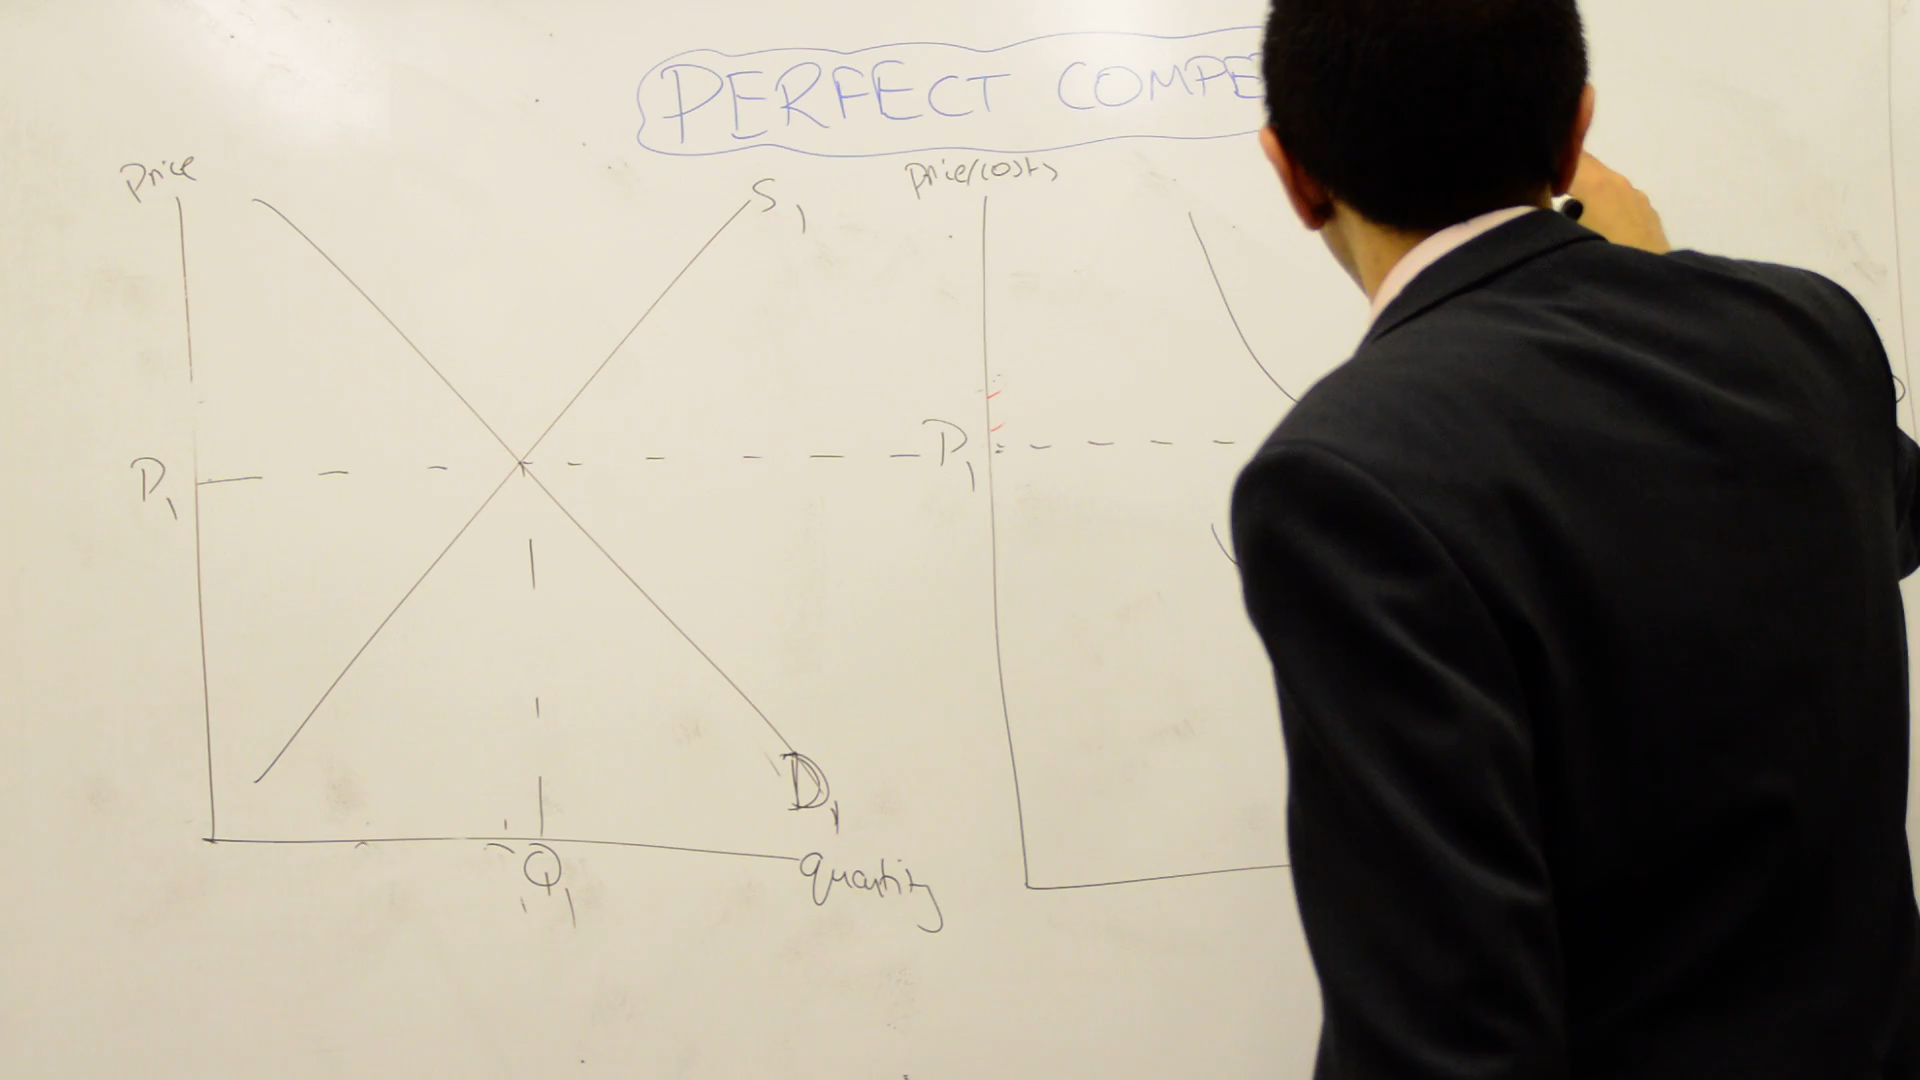 PERFECT COMPE
price
S1
price/costs
P1
P1
D1
Q1
quantity